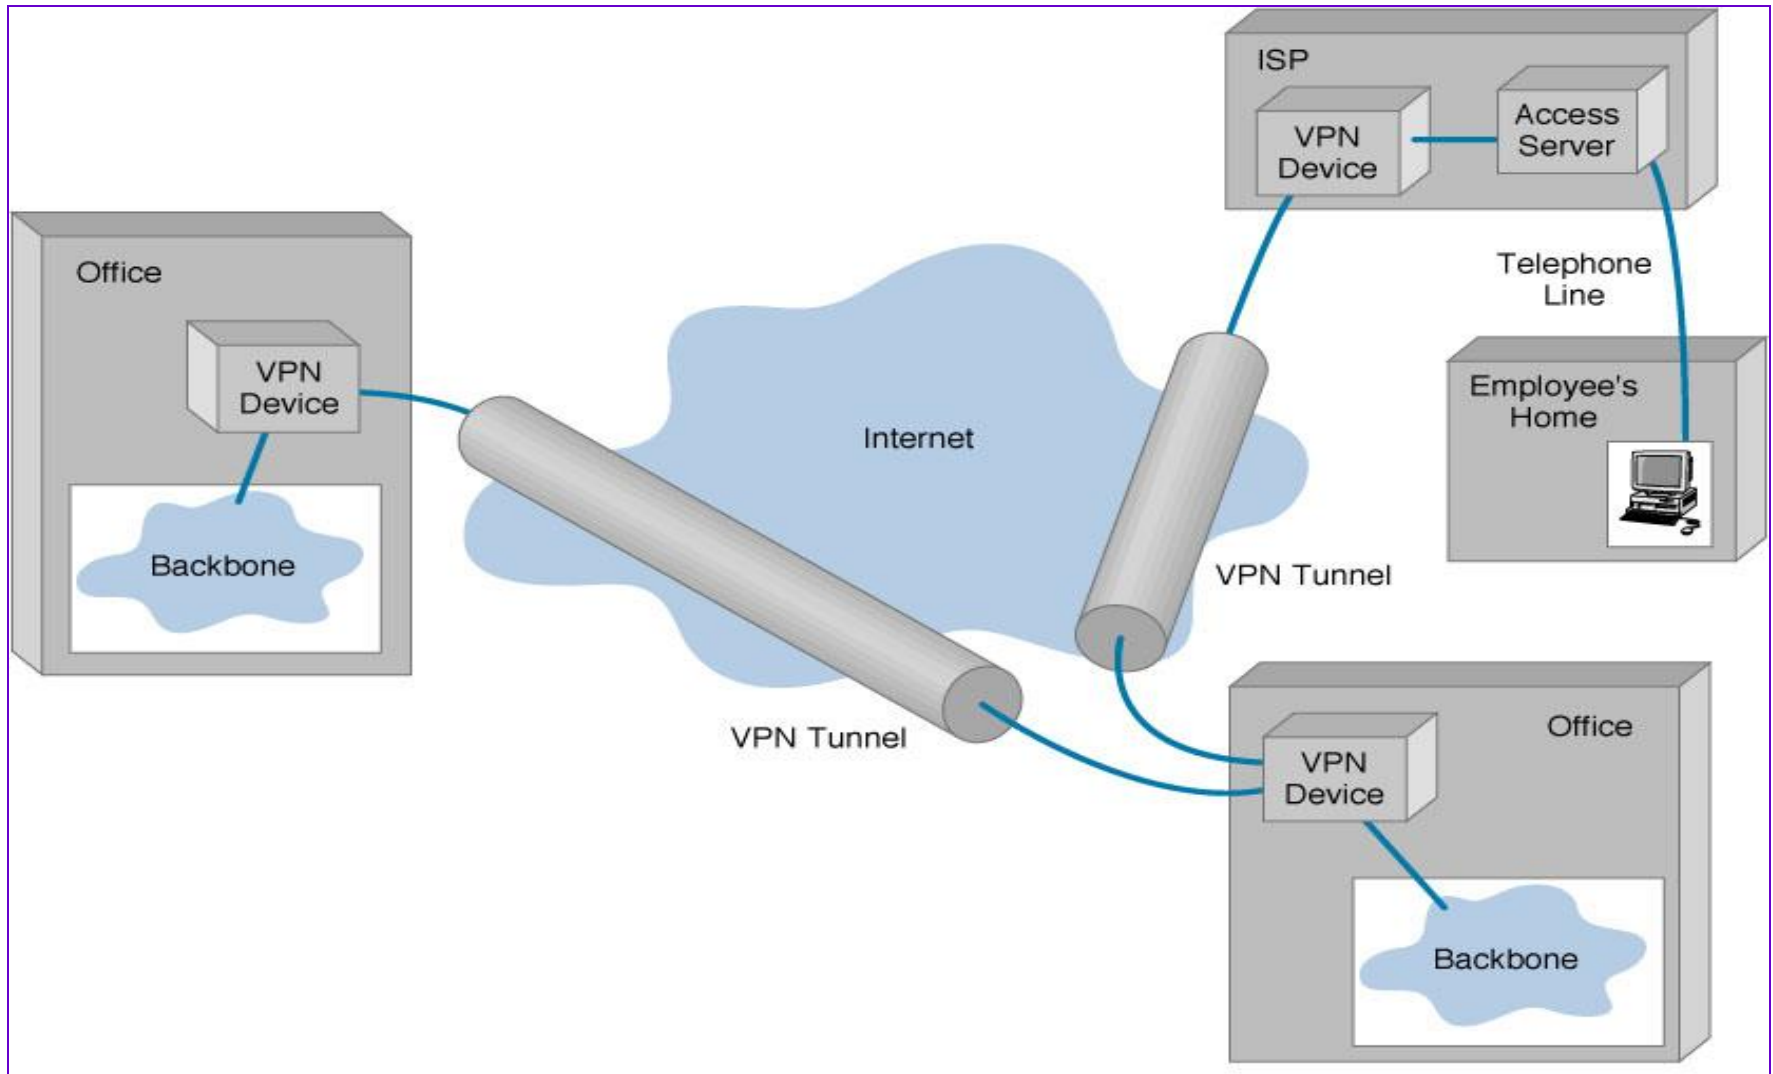 ISP
VPN
Device
Access
Server
Telephone
Line
Office
VPN
Device
Backbone
Internet
Employee's
Home
VPN Tunnel
VPN Tunnel
Office
VPN
Device
Backbone